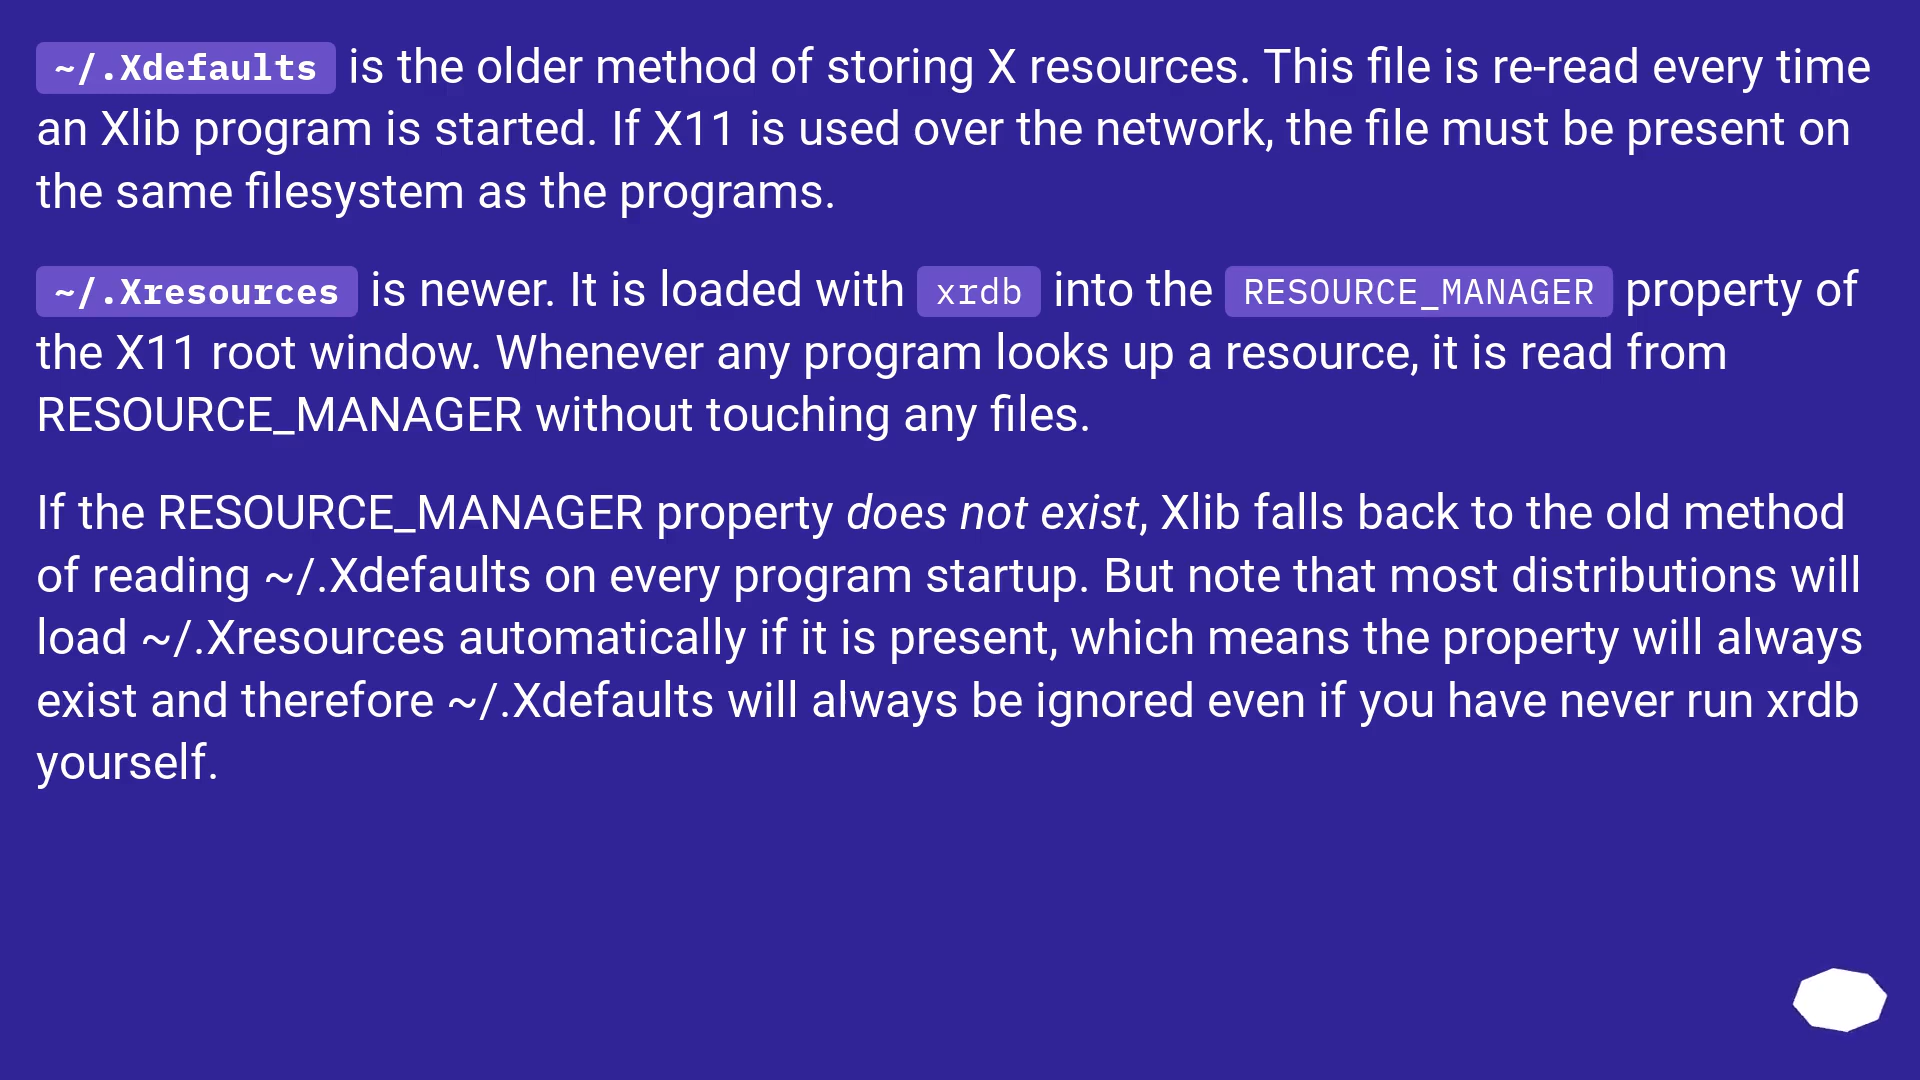 ~/.Xdefaults is the older method of storing X resources. This file is re-read every time
an Xlib program is started. If X11 is used over the network, the file must be present on
the same filesystem as the programs.
~/.Xresources is newer. It is loaded with xrdb into the RESOURCE_MANAGER property of
the X11 root window. Whenever any program looks up a resource, it is read from
RESOURCE_MANAGER without touching any files.
If the RESOURCE_MANAGER property does not exist, Xlib falls back to the old method
of reading ~/.Xdefaults on every program startup. But note that most distributions will
load ~/.Xresources automatically if it is present, which means the property will always
exist and therefore ~/.Xdefaults will always be ignored even if you have never run xrdb
yourself.